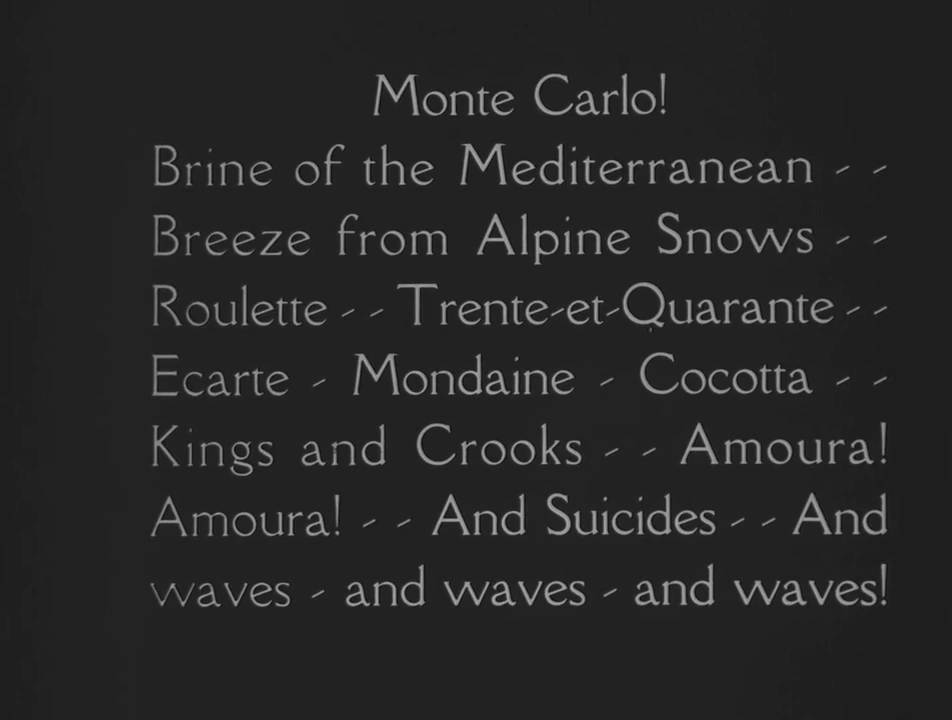 Monte Carlo!
Brine of the Mediterranean - -
Breeze from Alpine Snows - -
Roulette - - Trente-et-Quarante - -
Ecarte - Mondaine - Cocotta - -
Kings and Crooks - - Amoura!
Amoura! - - And Suicides - - And
waves - and waves - and waves!